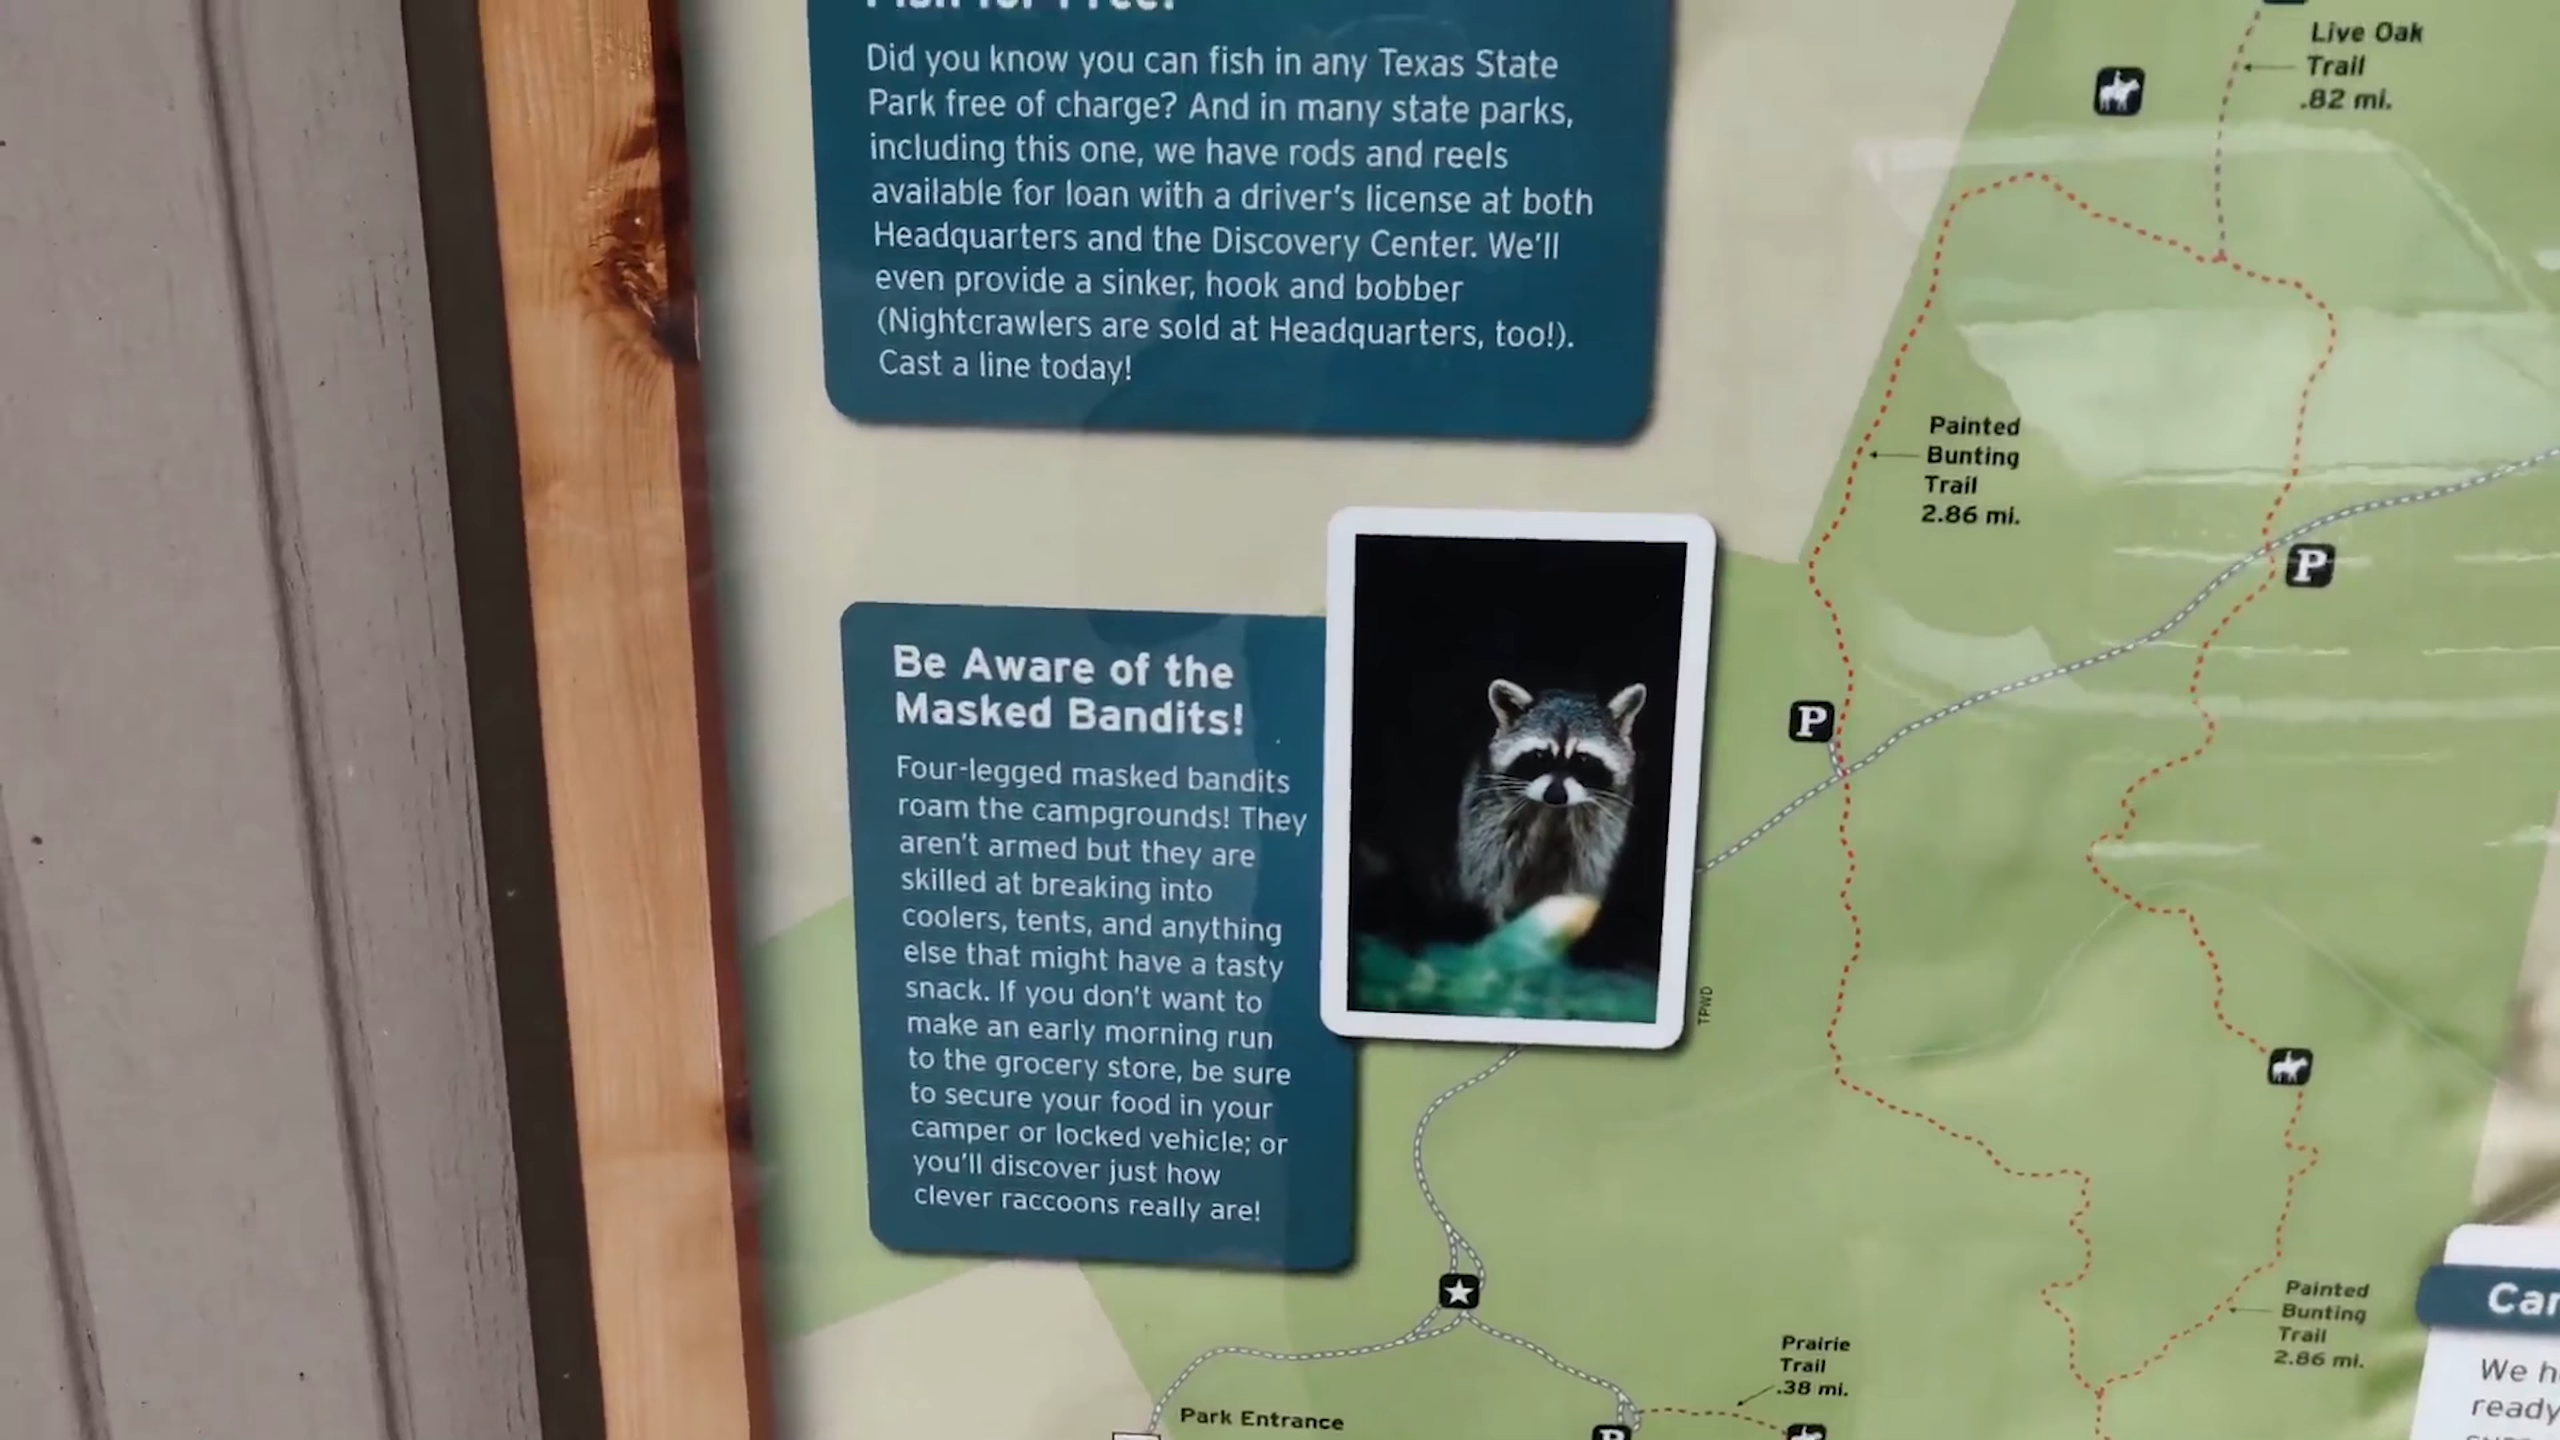 Fish for Free!
Did you know you can fish in any Texas State
Park free of charge? And in many state parks,
including this one, we have rods and reels
available for loan with a driver's license at both
Headquarters and the Discovery Center. We'll
even provide a sinker, hook and bobber
(Nightcrawlers are sold at Headquarters, too!).
Cast a line today!
Be Aware of the
Masked Bandits!
Four-legged masked bandits
roam the campgrounds! They
aren't armed but they are
skilled at breaking into
coolers, tents, and anything
else that might have a tasty
snack. If you don't want to
make an early morning run
to the grocery store, be sure
to secure your food in your
camper or locked vehicle; or
you'll discover just how
clever raccoons really are!
TPWD
Live Oak
Trail
.82 mi.
Painted
Bunting
Trail
2.86 mi.
P
P
Painted
Bunting
Trail
2.86 mi.
Prairie
Trail
.38 mi.
Park Entrance
P
We h
ready